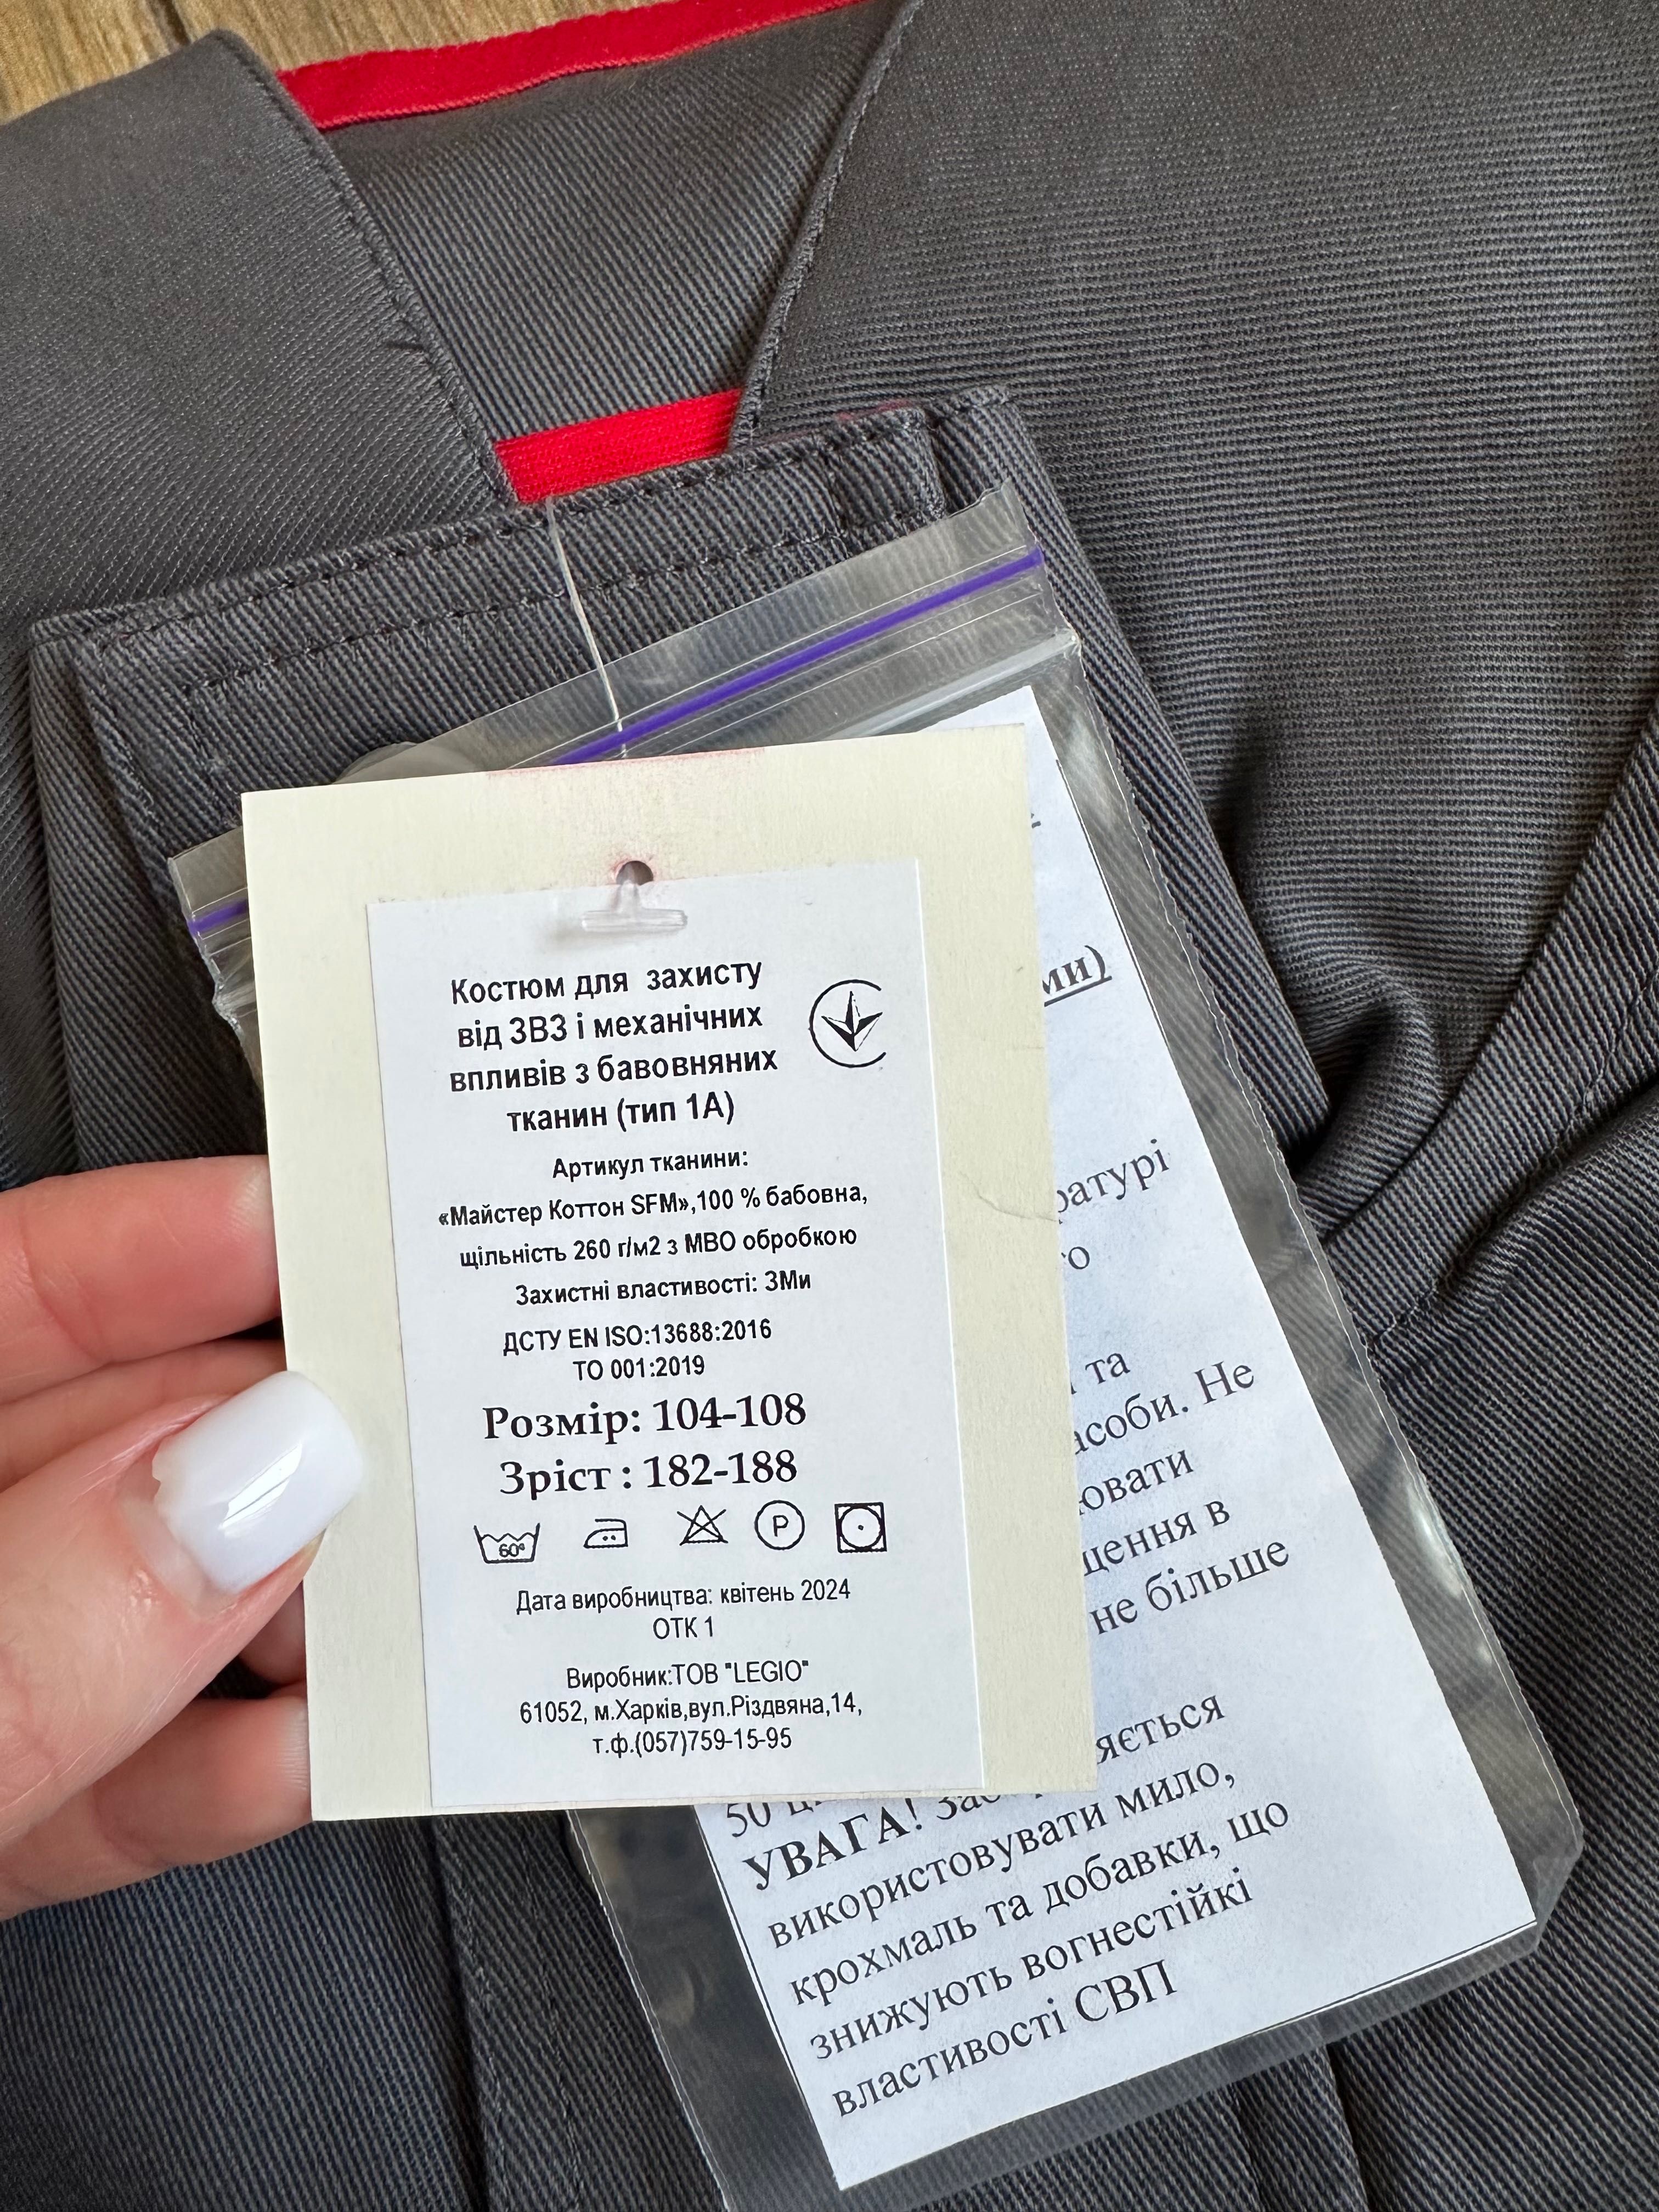 Костюм для захисту
від ЗВЗ і механічних
впливів з бавовняних
тканин (тип 1А)
Артикул тканини:
«Майстер Коттон SFM»,100 % бабовна,
щільність 260 г/м2 з МВО обробкою
Захистні властивості: ЗМи
ДСТУ EN ISO:13688:2016
ТО 001:2019
Розмір: 104-108
Зріст : 182-188
60° P
Дата виробництва: квітень 2024
ОТК 1
Виробник:ТОВ "LEGIO"
61052, м.Харків,вул.Різдвяна,14,
т.ф.(057)759-15-95
ми)
ратурі
го
та
асоби. Не
ювати
щення в
не більше
яється
50
УВАГА!
використовувати мило,
крохмаль та добавки, що
знижують вогнестійкі
властивості СВП